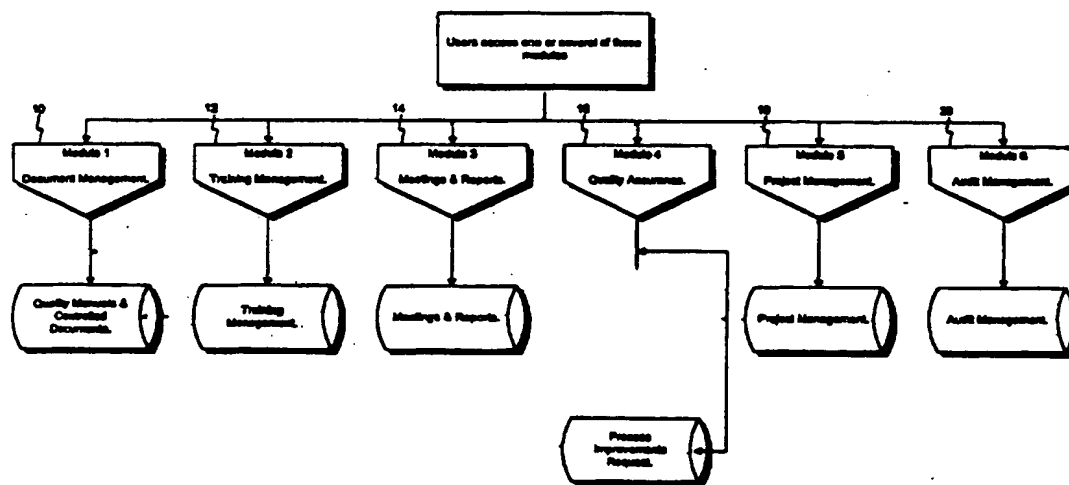 Users access one or several of these
modules
10
12
14
16
18
20
Module 1
Document Management.
Module 2
Training Management.
Module 3
Meetings & Reports.
Module 4
Quality Assurance.
Module 5
Project Management.
Module 6
Audit Management.
Quality Manuals &
Controlled
Documents.
Training
Management.
Meetings & Reports.
Project Management.
Audit Management.
Process
Improvements
Request.